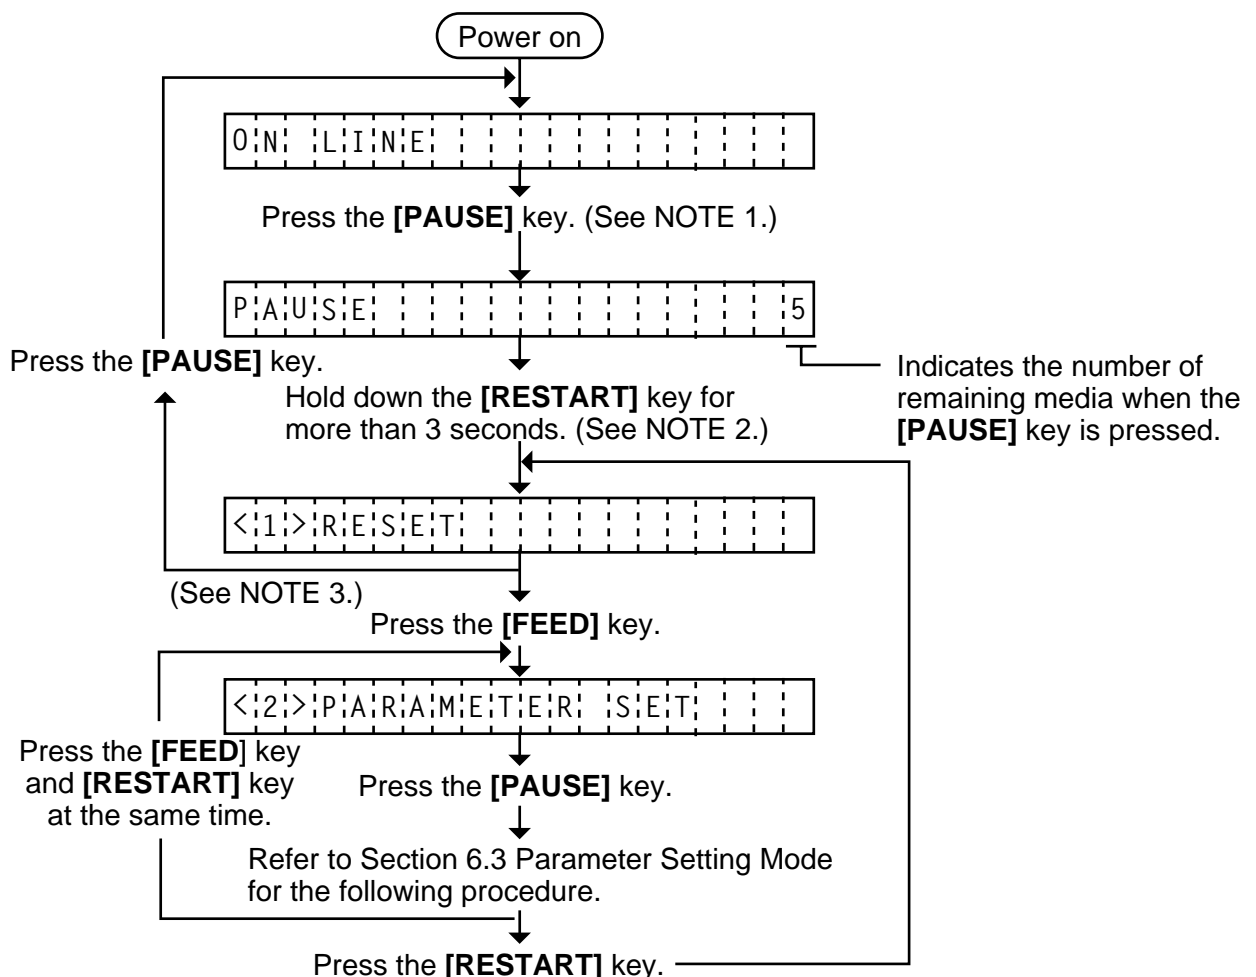 Power on
ON LINE
Press the [PAUSE] key. (See NOTE 1.)
PAUSE 5
Press the [PAUSE] key.
Indicates the number of
remaining media when the
[PAUSE] key is pressed.
Hold down the [RESTART] key for
more than 3 seconds. (See NOTE 2.)
<1>RESET
(See NOTE 3.)
Press the [FEED] key.
<2>PARAMETER SET
Press the [FEED] key
and [RESTART] key
at the same time.
Press the [PAUSE] key.
Refer to Section 6.3 Parameter Setting Mode
for the following procedure.
Press the [RESTART] key.